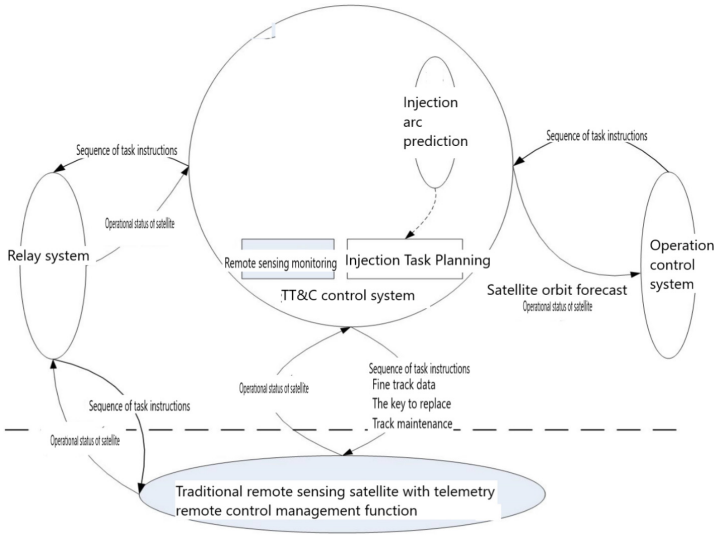 Injection
arc
prediction
Sequence of task instructions
Sequence of task instructions
Operational status of satellite
Relay system
Remote sensing monitoring
Injection Task Planning
Operation
control
system
TT&C control system
Satellite orbit forecast
Operational status of satellite
Sequence of task instructions
Operational status of satellite
Fine track data
The key to replace
Track maintenance
Sequence of task instructions
Operational status of satellite
Traditional remote sensing satellite with telemetry
remote control management function